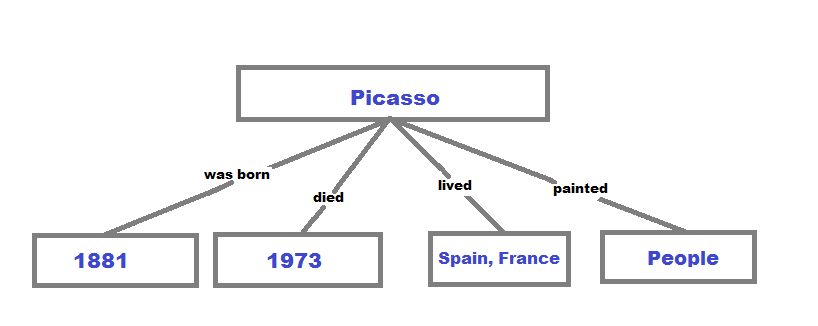 Picasso
was born
died
lived
painted
1881
1973
Spain, France
People